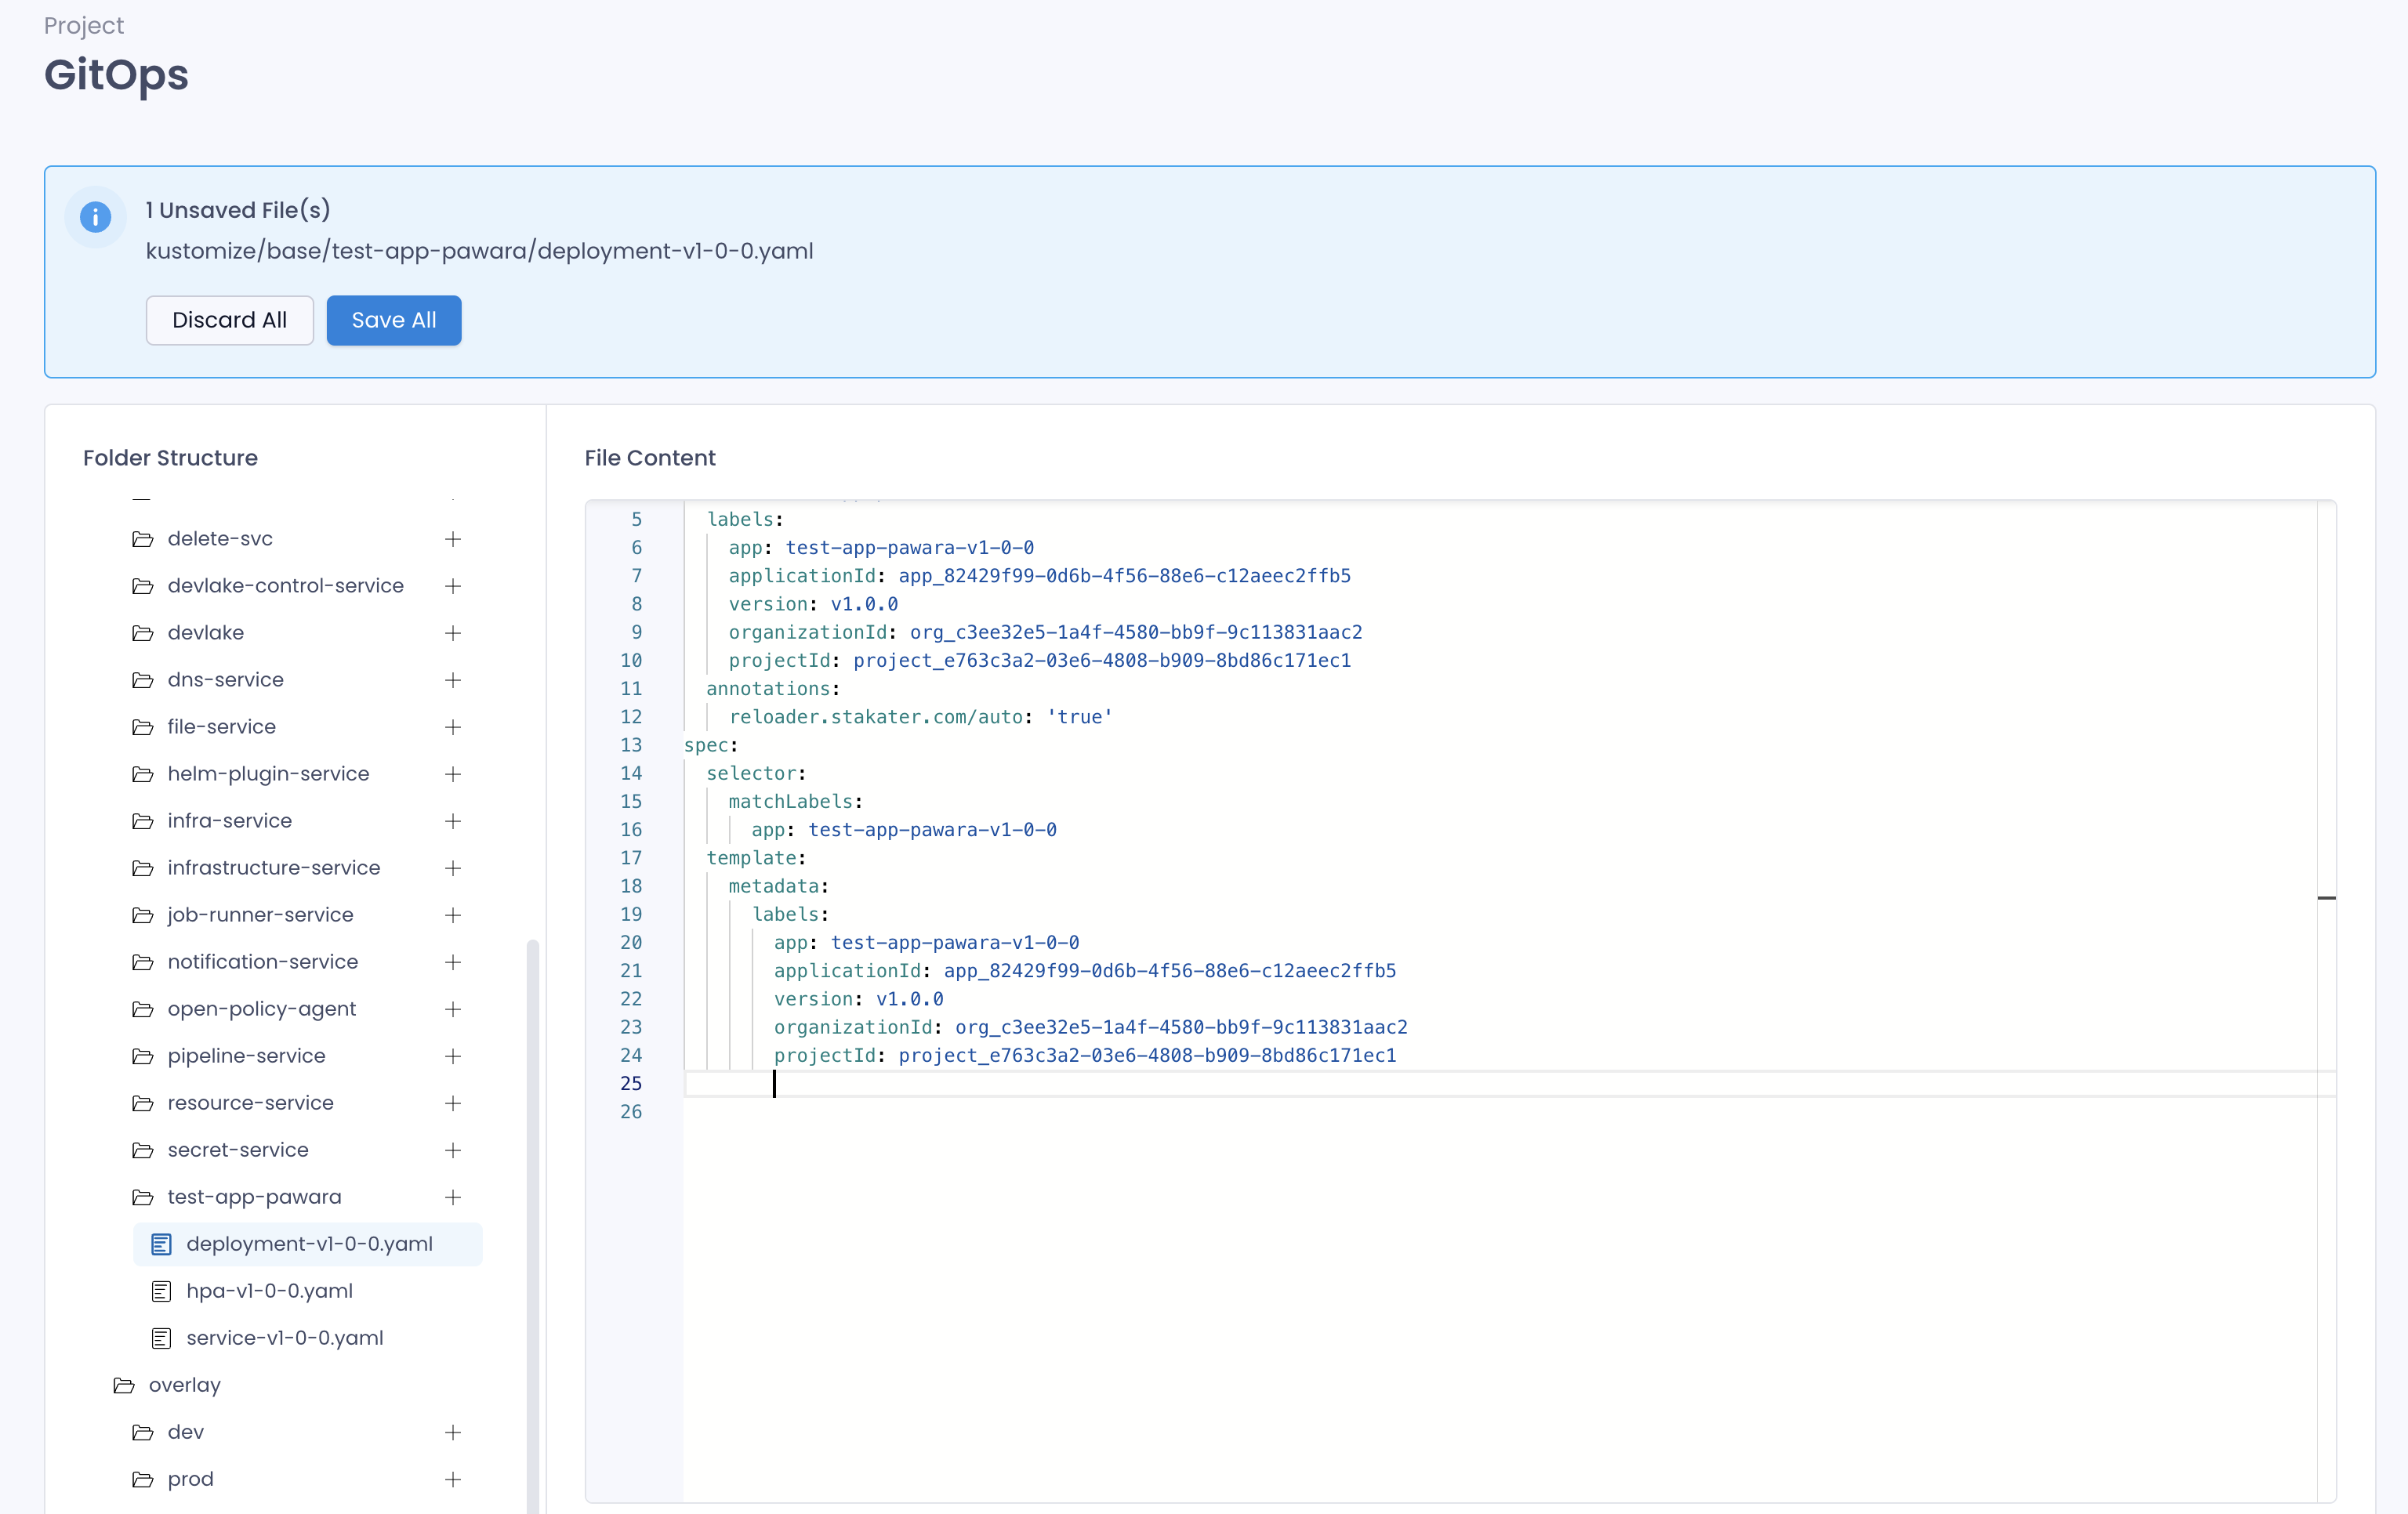 Project
GitOps
1 Unsaved File(s)
kustomize/base/test-app-pawara/deployment-v1-0-0.yaml
Discard All
Save All
Folder Structure
delete-svc
devlake-control-service
devlake
dns-service
file-service
helm-plugin-service
infra-service
infrastructure-service
job-runner-service
notification-service
open-policy-agent
pipeline-service
resource-service
secret-service
test-app-pawara
deployment-v1-0-0.yaml
hpa-v1-0-0.yaml
service-v1-0-0.yaml
overlay
dev
prod
File Content
5 labels:
6 app: test-app-pawara-v1-0-0
7 applicationId: app_82429f99-0d6b-4f56-88e6-c12aeec2ffb5
8 version: v1.0.0
9 organizationId: org_c3ee32e5-1a4f-4580-bb9f-9c113831aac2
10 projectId: project_e763c3a2-03e6-4808-b909-8bd86c171ec1
11 annotations:
12 reloader.stakater.com/auto: 'true'
13 spec:
14 selector:
15 matchLabels:
16 app: test-app-pawara-v1-0-0
17 template:
18 metadata:
19 labels:
20 app: test-app-pawara-v1-0-0
21 applicationId: app_82429f99-0d6b-4f56-88e6-c12aeec2ffb5
22 version: v1.0.0
23 organizationId: org_c3ee32e5-1a4f-4580-bb9f-9c113831aac2
24 projectId: project_e763c3a2-03e6-4808-b909-8bd86c171ec1
25
26